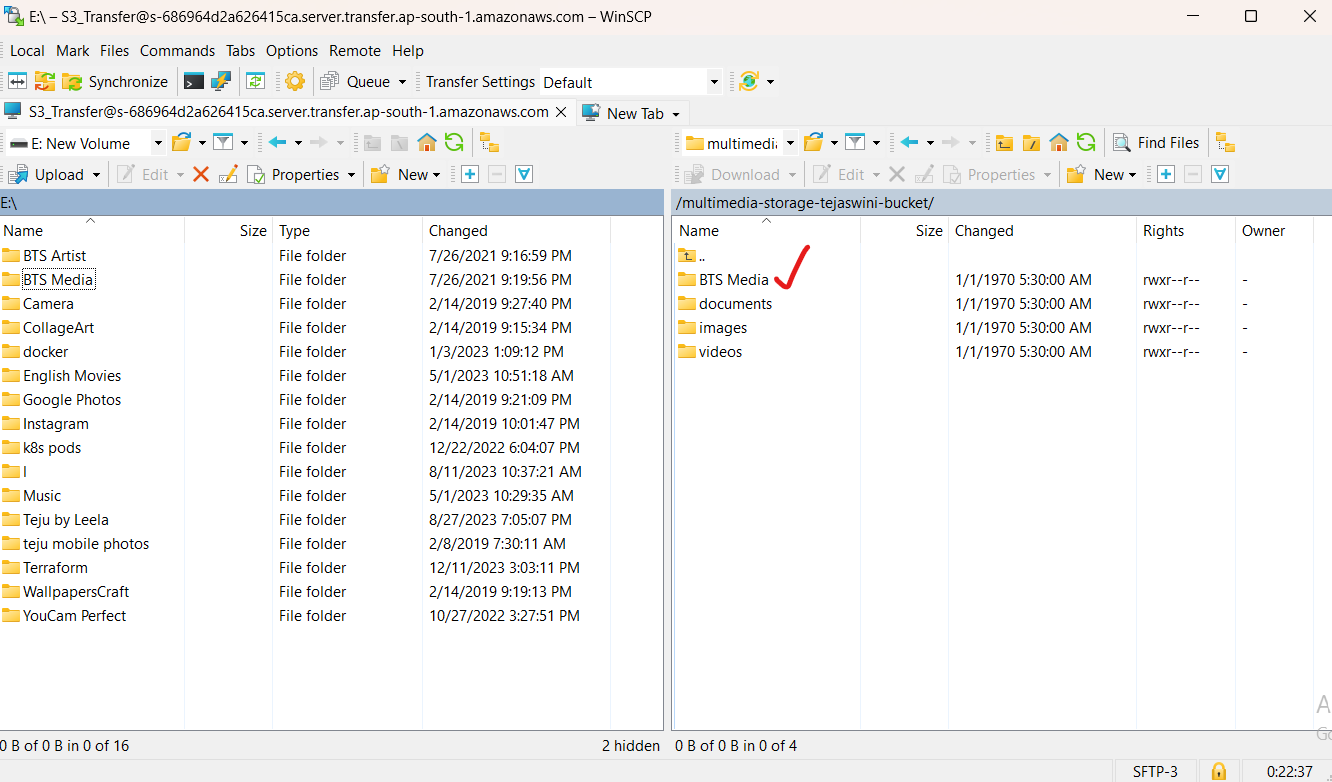 E:\ – S3_Transfer@s-686964d2a626415ca.server.transfer.ap-south-1.amazonaws.com – WinSCP
Local Mark Files Commands Tabs Options Remote Help
Synchronize Queue Transfer Settings Default
S3_Transfer@s-686964d2a626415ca.server.transfer.ap-south-1.amazonaws.com New Tab
E: New Volume multimedia Find Files
Upload Edit Properties New Download Edit Properties New
E:\ /multimedia-storage-tejaswini-bucket/
Name Size Type Changed Name Size Changed Rights Owner
BTS Artist File folder 7/26/2021 9:16:59 PM ..
BTS Media File folder 7/26/2021 9:19:56 PM BTS Media 1/1/1970 5:30:00 AM rwxr--r-- -
Camera File folder 2/14/2019 9:27:40 PM documents 1/1/1970 5:30:00 AM rwxr--r-- -
CollageArt File folder 2/14/2019 9:15:34 PM images 1/1/1970 5:30:00 AM rwxr--r-- -
docker File folder 1/3/2023 1:09:12 PM videos 1/1/1970 5:30:00 AM rwxr--r-- -
English Movies File folder 5/1/2023 10:51:18 AM
Google Photos File folder 2/14/2019 9:21:09 PM
Instagram File folder 2/14/2019 10:01:47 PM
k8s pods File folder 12/22/2022 6:04:07 PM
I File folder 8/11/2023 10:37:21 AM
Music File folder 5/1/2023 10:29:35 AM
Teju by Leela File folder 8/27/2023 7:05:07 PM
teju mobile photos File folder 2/8/2019 7:30:11 AM
Terraform File folder 12/11/2023 3:03:11 PM
WallpapersCraft File folder 2/14/2019 9:19:13 PM
YouCam Perfect File folder 10/27/2022 3:27:51 PM
0 B of 0 B in 0 of 16 2 hidden 0 B of 0 B in 0 of 4
SFTP-3 0:22:37